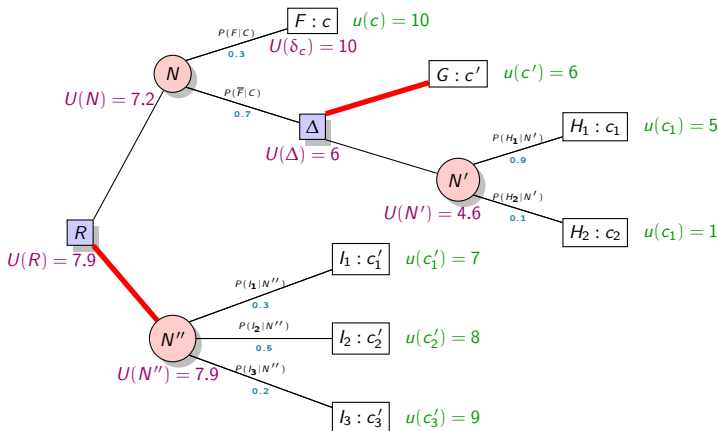 F : c
u(c) = 10
P(F|C)
0.3
U(δ_c) = 10
N
U(N) = 7.2
P(F̅|C)
0.7
G : c′
u(c′) = 6
Δ
U(Δ) = 6
P(H₁|N′)
0.9
H₁ : c₁
u(c₁) = 5
N′
U(N′) = 4.6
P(H₂|N′)
0.1
H₂ : c₂
u(c₁) = 1
R
U(R) = 7.9
I₁ : c′₁
u(c′₁) = 7
P(I₁|N″)
0.3
N″
U(N″) = 7.9
P(I₂|N″)
0.5
I₂ : c′₂
u(c′₂) = 8
P(I₃|N″)
0.2
I₃ : c′₃
u(c′₃) = 9